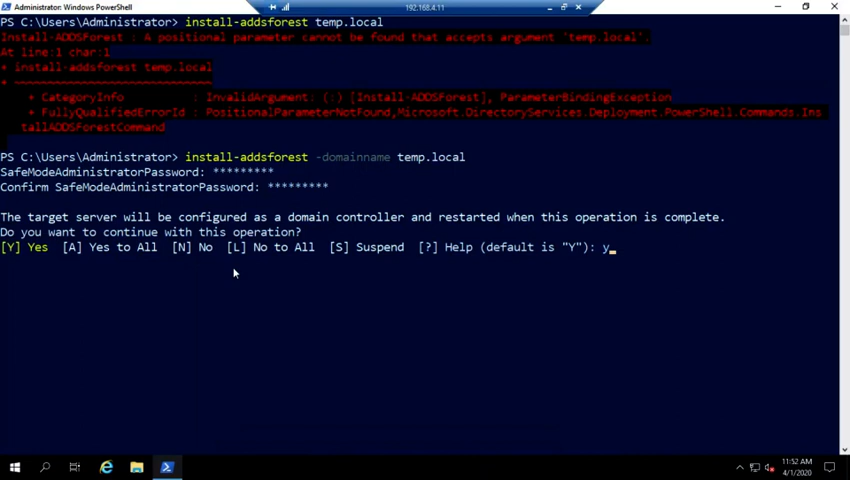 Administrator: Windows PowerShell
192.168.4.11
PS C:\Users\Administrator> install-addsforest temp.local
Install-ADDSForest : A positional parameter cannot be found that accepts argument 'temp.local'.
At line:1 char:1
+ install-addsforest temp.local
+ ~~~~~~~~~~~~~~~~~~~~~~~~~~~~~
+ CategoryInfo : InvalidArgument: (:) [Install-ADDSForest], ParameterBindingException
+ FullyQualifiedErrorId : PositionalParameterNotFound,Microsoft.DirectoryServices.Deployment.PowerShell.Commands.Ins
tallADDSForestCommand
PS C:\Users\Administrator> install-addsforest -domainname temp.local
SafeModeAdministratorPassword: *********
Confirm SafeModeAdministratorPassword: *********
The target server will be configured as a domain controller and restarted when this operation is complete.
Do you want to continue with this operation?
[Y] Yes [A] Yes to All [N] No [L] No to All [S] Suspend [?] Help (default is "Y"): y
11:52 AM
4/1/2020